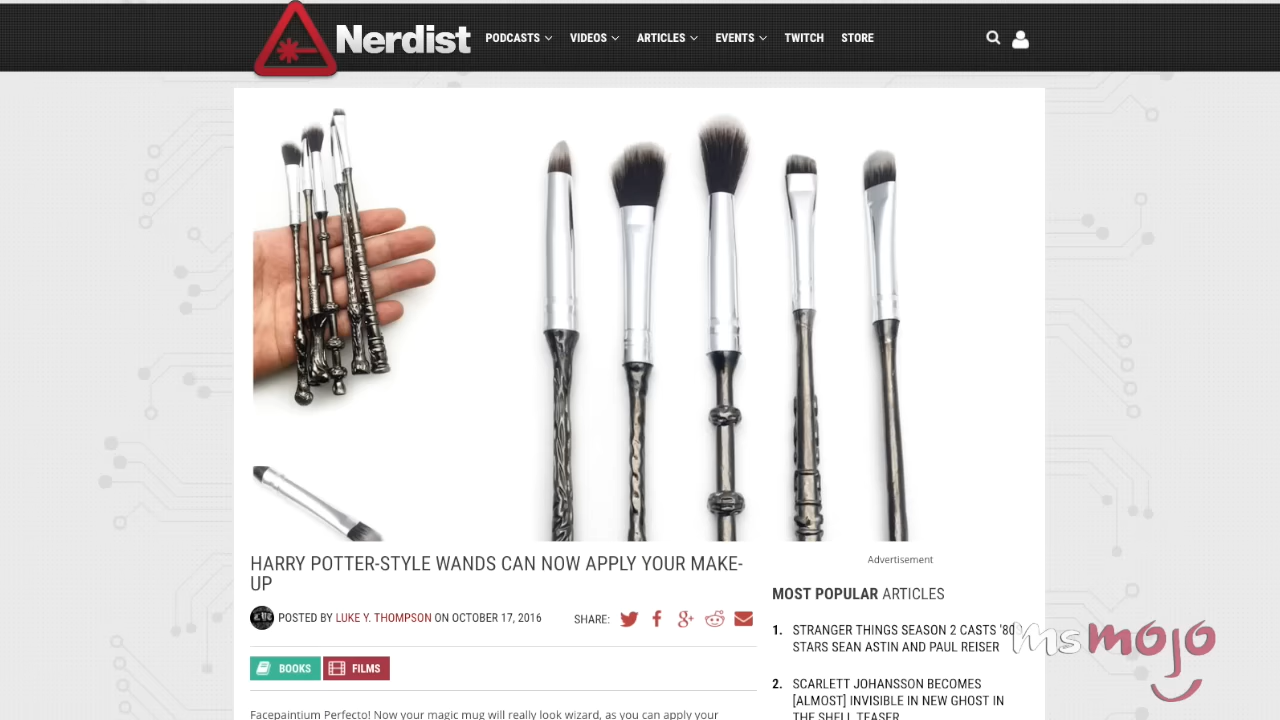 Nerdist
PODCASTS VIDEOS ARTICLES EVENTS TWITCH STORE
HARRY POTTER-STYLE WANDS CAN NOW APPLY YOUR MAKE-
UP
POSTED BY LUKE Y. THOMPSON ON OCTOBER 17, 2016
SHARE:
BOOKS
FILMS
Facepaintium Perfecto! Now your magic mug will really look wizard, as you can apply your
Advertisement
MOST POPULAR ARTICLES
1. STRANGER THINGS SEASON 2 CASTS '80
STARS SEAN ASTIN AND PAUL REISER
2. SCARLETT JOHANSSON BECOMES
[ALMOST] INVISIBLE IN NEW GHOST IN
THE SHELL TEASER
msmojo